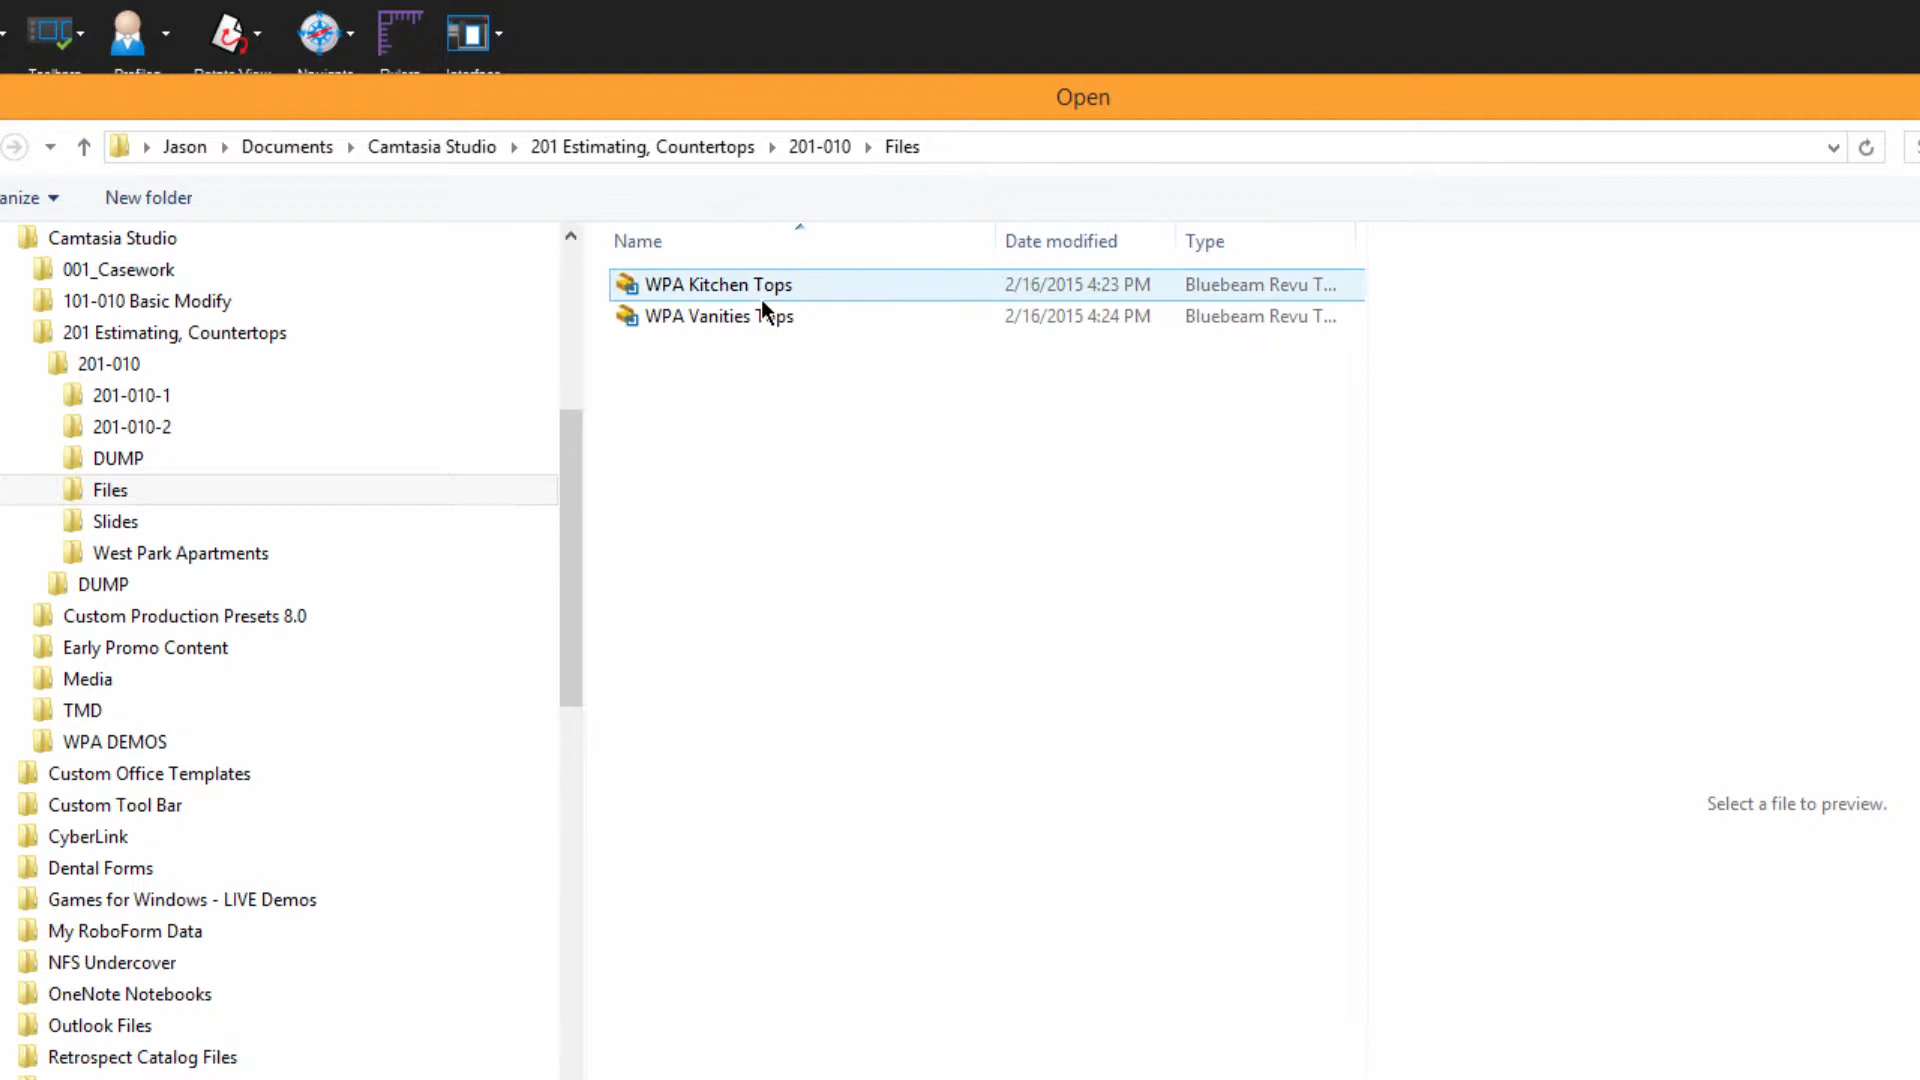 Open
Jason Documents Camtasia Studio 201 Estimating, Countertops 201-010 Files
anize New folder
Name Date modified Type
WPA Kitchen Tops 2/16/2015 4:23 PM Bluebeam Revu T...
WPA Vanities Tops 2/16/2015 4:24 PM Bluebeam Revu T...
Camtasia Studio
001_Casework
101-010 Basic Modify
201 Estimating, Countertops
201-010
201-010-1
201-010-2
DUMP
Files
Slides
West Park Apartments
DUMP
Custom Production Presets 8.0
Early Promo Content
Media
TMD
WPA DEMOS
Custom Office Templates
Custom Tool Bar
CyberLink
Dental Forms
Games for Windows - LIVE Demos
My RoboForm Data
NFS Undercover
OneNote Notebooks
Outlook Files
Retrospect Catalog Files
Select a file to preview.